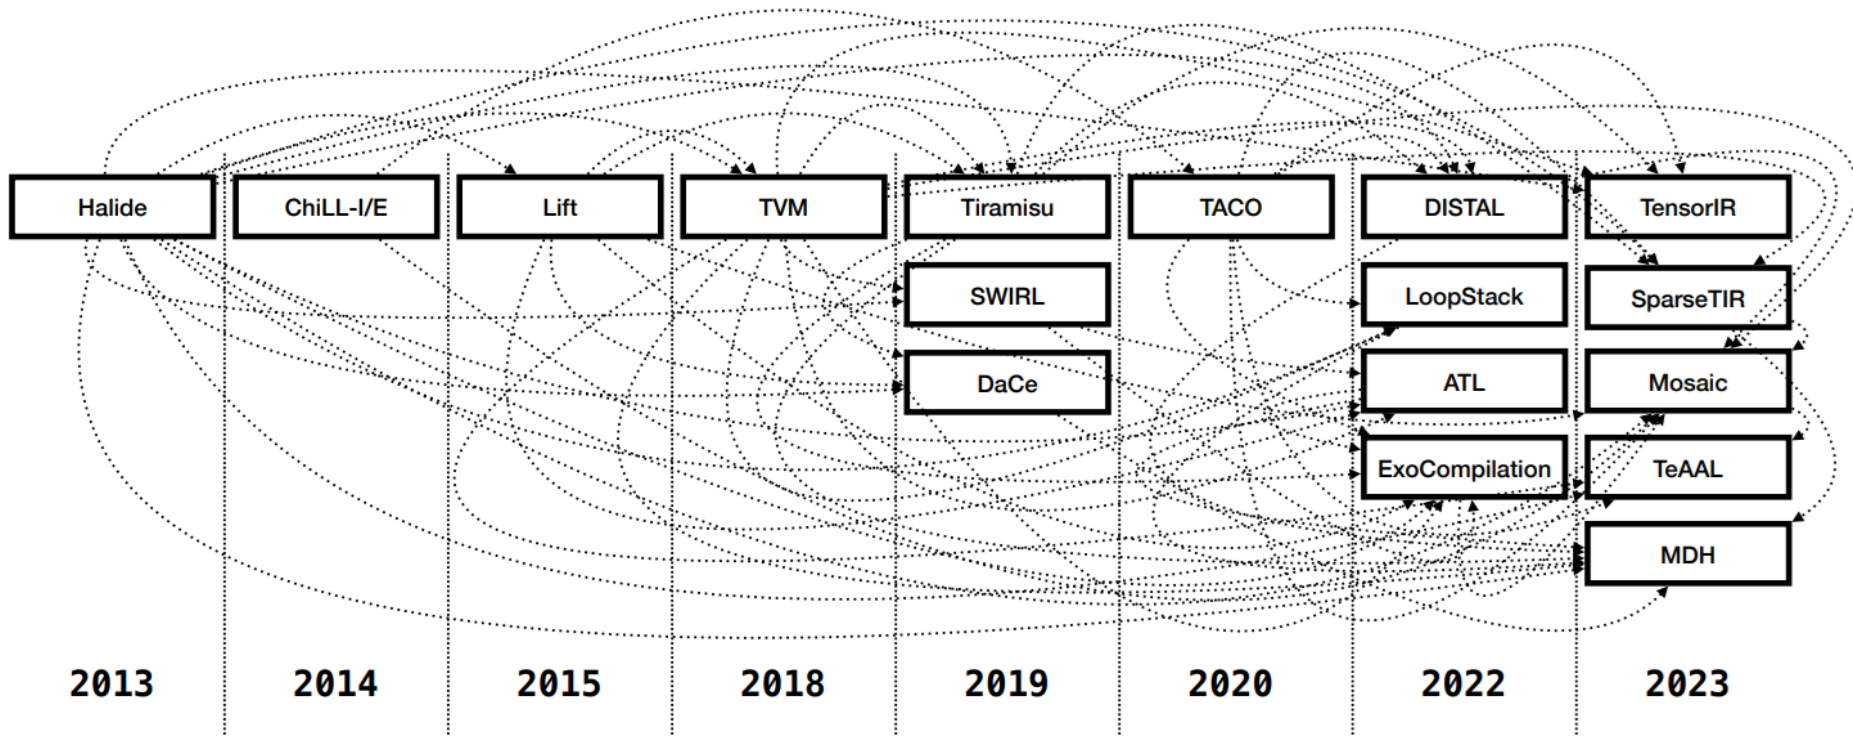 Halide
ChiLL-I/E
Lift
TVM
Tiramisu
TACO
DISTAL
TensorIR
SWIRL
LoopStack
SparseTIR
DaCe
ATL
Mosaic
ExoCompilation
TeAAL
MDH
2013
2014
2015
2018
2019
2020
2022
2023